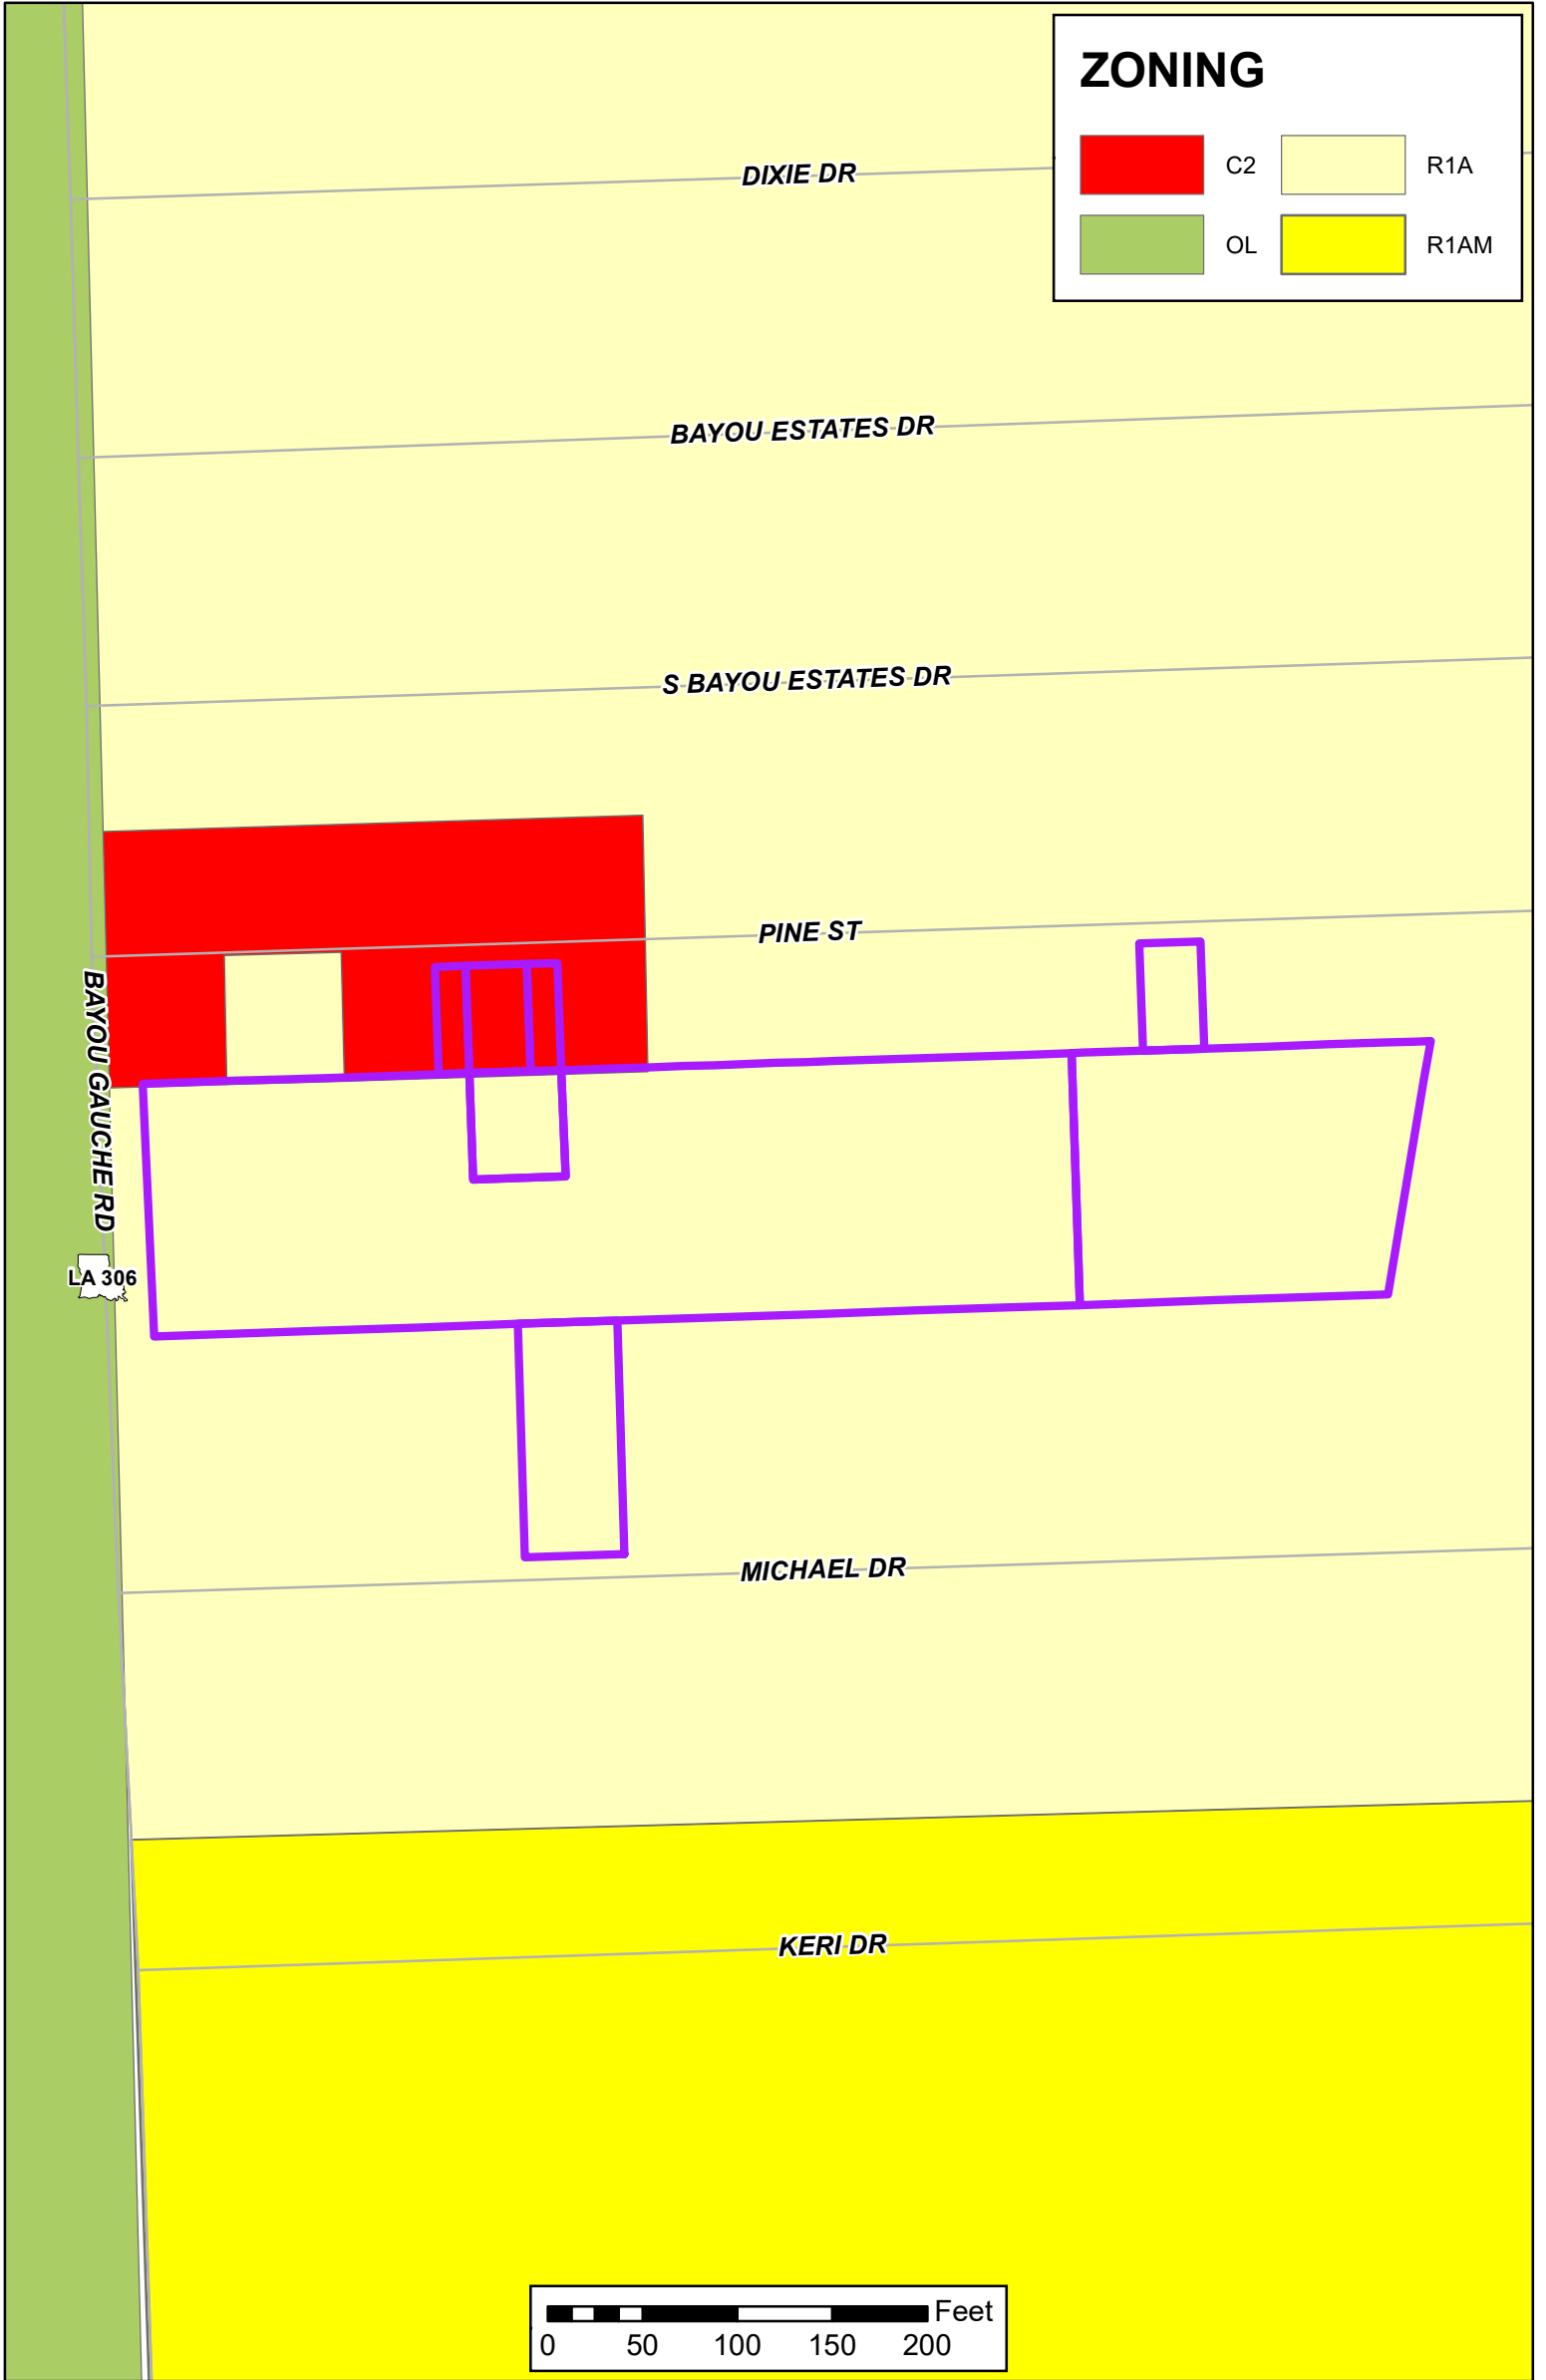 ZONING
C2
R1A
OL
R1AM
DIXIE DR
BAYOU ESTATES DR
S BAYOU ESTATES DR
PINE ST
BAYOU GAUCHE RD
LA 306
MICHAEL DR
KERI DR
Feet
0 50 100 150 200